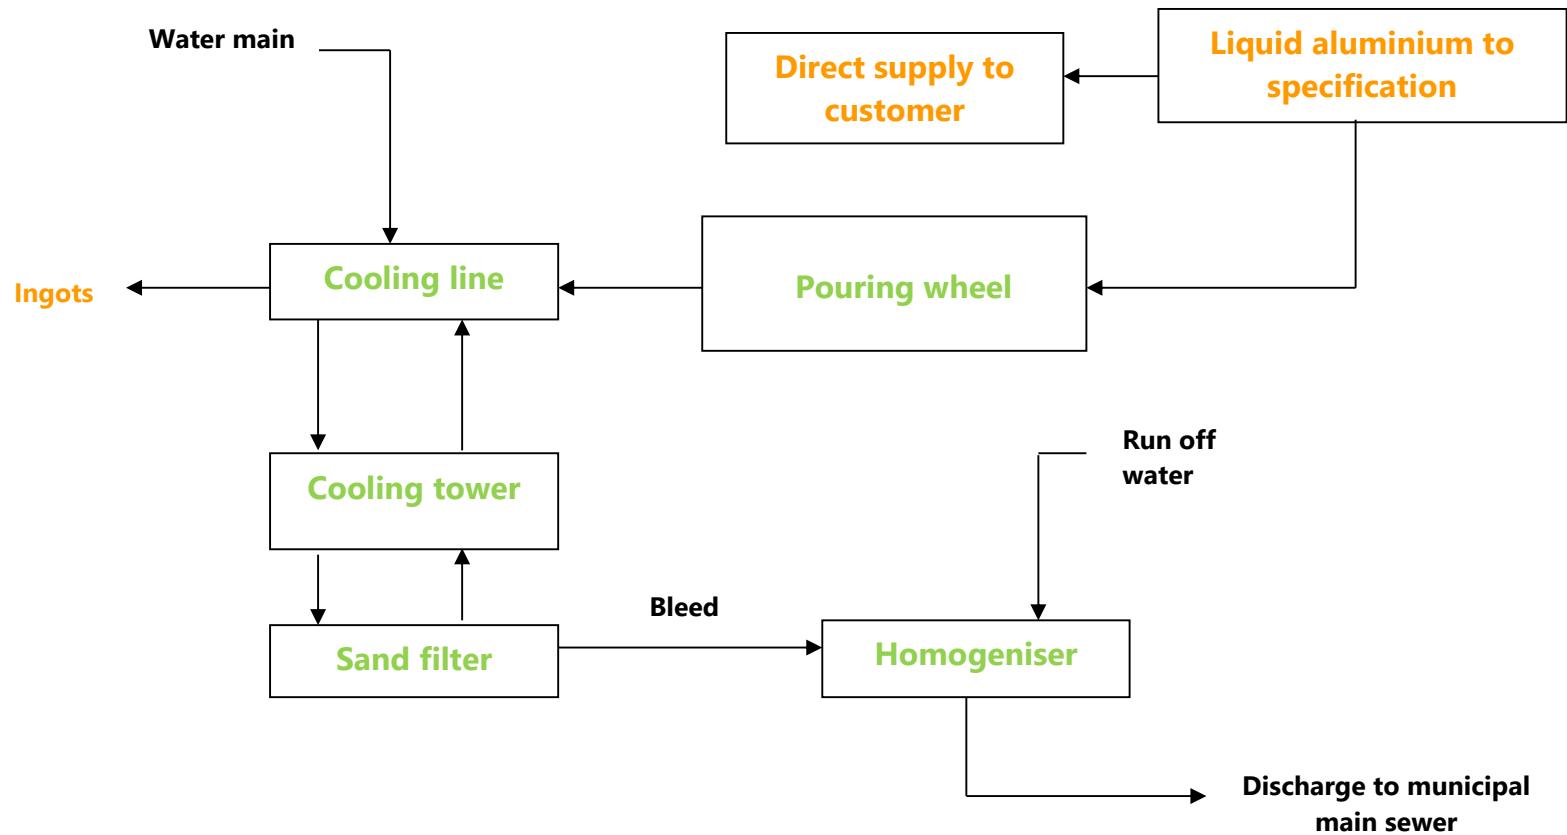 Water main
Direct supply to
customer
Liquid aluminium to
specification
Ingots
Cooling line
Pouring wheel
Cooling tower
Run off
water
Sand filter
Bleed
Homogeniser
Discharge to municipal
main sewer